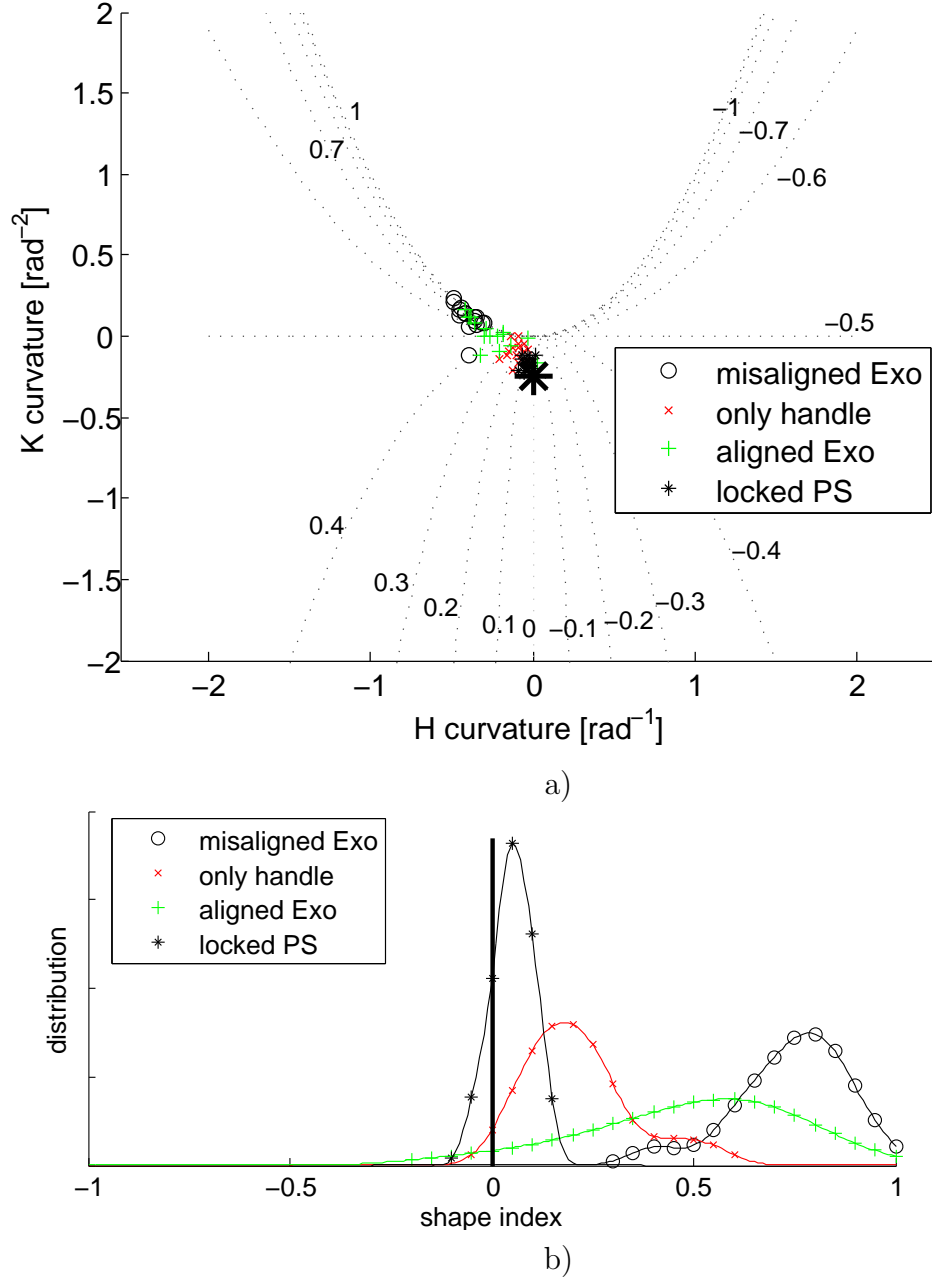 2
1.5
1
0.5
0
−0.5
−1
−1.5
−2
K curvature [rad⁻²]
1
0.7
−1
−0.7
−0.6
−0.5
0.4
0.3
0.2
0.1
0
−0.1
−0.2
−0.3
−0.4
misaligned Exo
only handle
aligned Exo
locked PS
−2
−1
0
1
2
H curvature [rad⁻¹]
a)
misaligned Exo
only handle
aligned Exo
locked PS
distribution
-1
-0.5
0
0.5
1
shape index
b)